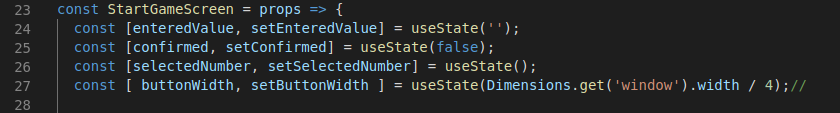 23 const StartGameScreen = props => {
24 const [enteredValue, setEnteredValue] = useState('');
25 const [confirmed, setConfirmed] = useState(false);
26 const [selectedNumber, setSelectedNumber] = useState();
27 const [ buttonWidth, setButtonWidth ] = useState(Dimensions.get('window').width / 4);//
28